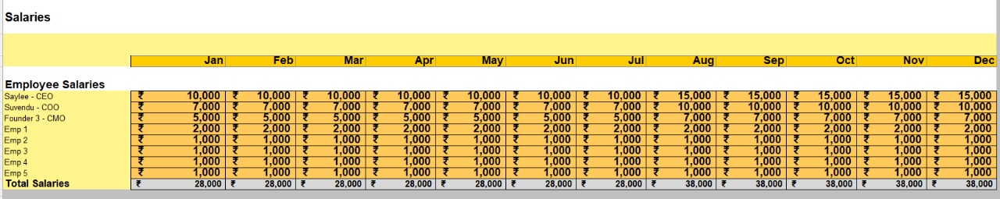 Salaries
Jan Feb Mar Apr May Jun Jul Aug Sep Oct Nov Dec
Employee Salaries
Saylee - CEO ₹ 10,000 ₹ 10,000 ₹ 10,000 ₹ 10,000 ₹ 10,000 ₹ 10,000 ₹ 10,000 ₹ 15,000 ₹ 15,000 ₹ 15,000 ₹ 15,000 ₹ 15,000
Suvendu - COO ₹ 7,000 ₹ 7,000 ₹ 7,000 ₹ 7,000 ₹ 7,000 ₹ 7,000 ₹ 7,000 ₹ 10,000 ₹ 10,000 ₹ 10,000 ₹ 10,000 ₹ 10,000
Founder 3 - CMO ₹ 5,000 ₹ 5,000 ₹ 5,000 ₹ 5,000 ₹ 5,000 ₹ 5,000 ₹ 5,000 ₹ 7,000 ₹ 7,000 ₹ 7,000 ₹ 7,000 ₹ 7,000
Emp 1 ₹ 2,000 ₹ 2,000 ₹ 2,000 ₹ 2,000 ₹ 2,000 ₹ 2,000 ₹ 2,000 ₹ 2,000 ₹ 2,000 ₹ 2,000 ₹ 2,000 ₹ 2,000
Emp 2 ₹ 1,000 ₹ 1,000 ₹ 1,000 ₹ 1,000 ₹ 1,000 ₹ 1,000 ₹ 1,000 ₹ 1,000 ₹ 1,000 ₹ 1,000 ₹ 1,000 ₹ 1,000
Emp 3 ₹ 1,000 ₹ 1,000 ₹ 1,000 ₹ 1,000 ₹ 1,000 ₹ 1,000 ₹ 1,000 ₹ 1,000 ₹ 1,000 ₹ 1,000 ₹ 1,000 ₹ 1,000
Emp 4 ₹ 1,000 ₹ 1,000 ₹ 1,000 ₹ 1,000 ₹ 1,000 ₹ 1,000 ₹ 1,000 ₹ 1,000 ₹ 1,000 ₹ 1,000 ₹ 1,000 ₹ 1,000
Emp 5 ₹ 1,000 ₹ 1,000 ₹ 1,000 ₹ 1,000 ₹ 1,000 ₹ 1,000 ₹ 1,000 ₹ 1,000 ₹ 1,000 ₹ 1,000 ₹ 1,000 ₹ 1,000
Total Salaries ₹ 28,000 ₹ 28,000 ₹ 28,000 ₹ 28,000 ₹ 28,000 ₹ 28,000 ₹ 28,000 ₹ 38,000 ₹ 38,000 ₹ 38,000 ₹ 38,000 ₹ 38,000